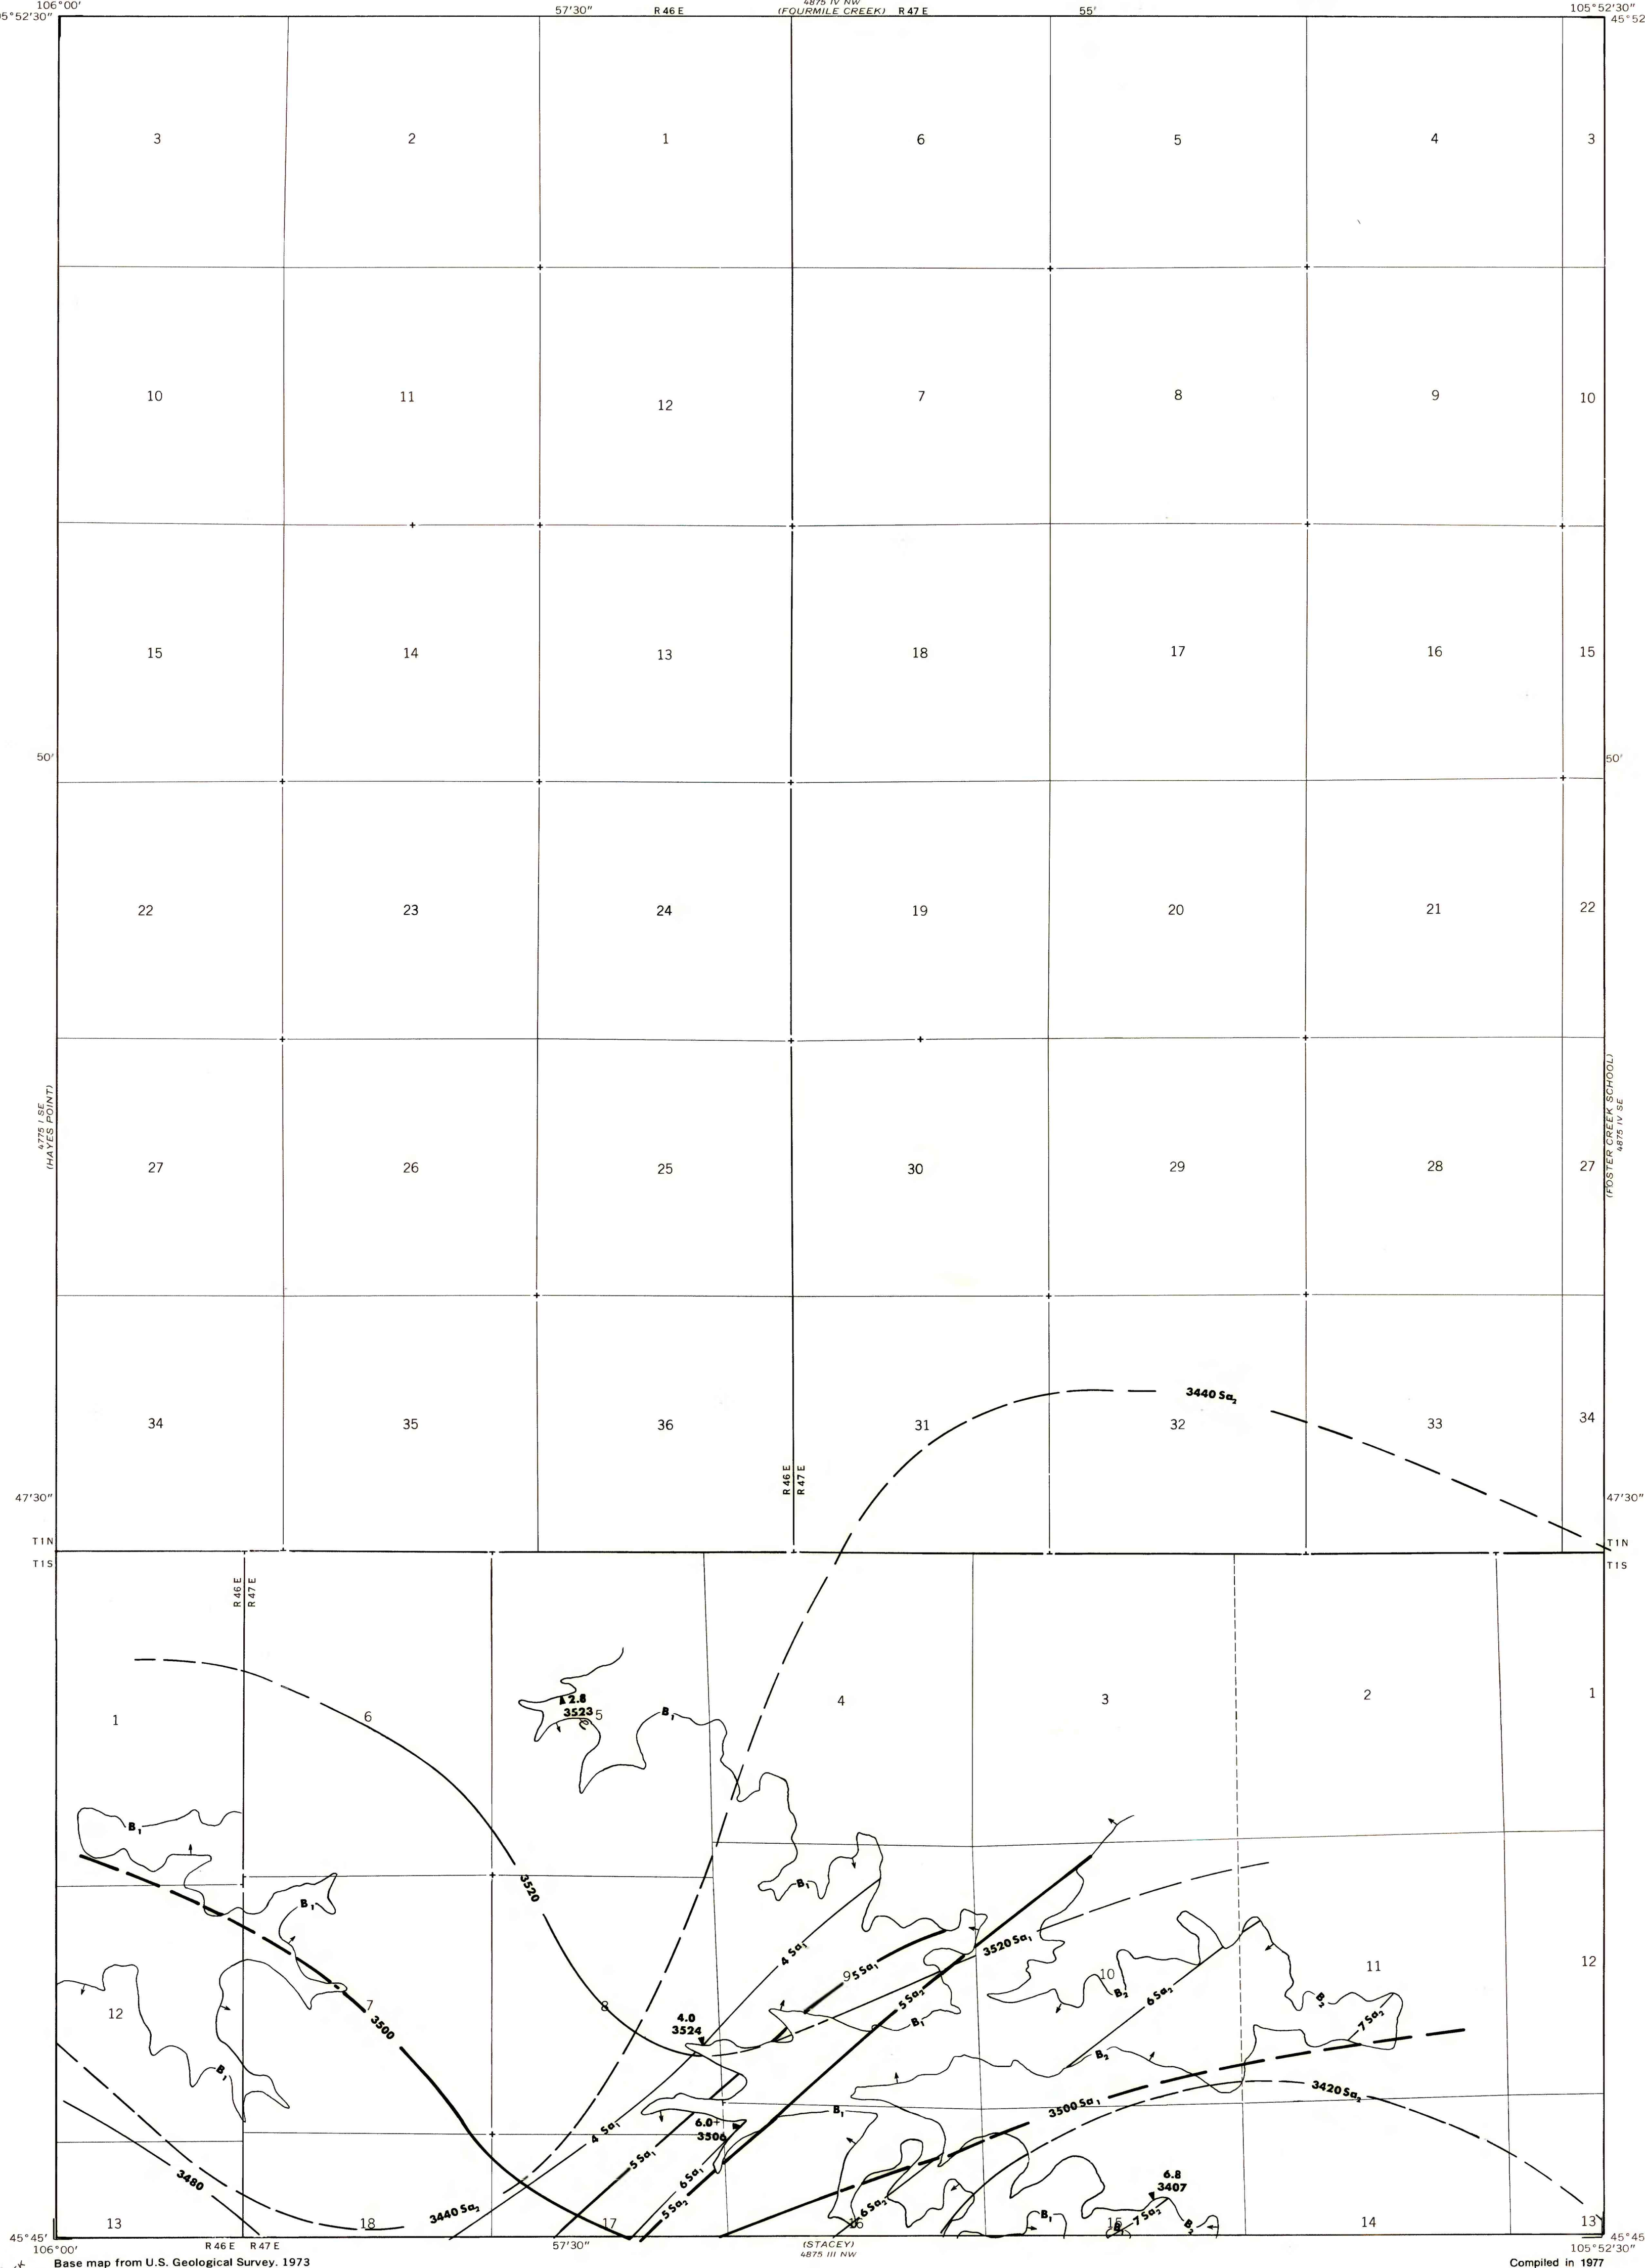 4875 IV NW
106°00' 57'30" R 46 E (FOURMILE CREEK) R 47 E 55' 105°52'30"
5°52'30" 45°52
3 2 1 6 5 4 3
10 11 12 7 8 9 10
15 14 13 18 17 16 15
50' 50'
22 23 24 19 20 21 22
4775 I SE
(HAYES POINT)
(FOSTER CREEK SCHOOL)
4875 IV SE
27 26 25 30 29 28 27
3440 Sa₂
34 35 36 31 32 33 34
R 46 E
R 47 E
47'30" 47'30"
T 1 N T 1 N
T 1 S T 1 S
R 46 E
R 47 E
1 6 5 4 3 2 1
2.8
3523
B₁
B₁
3520
B₁
B₁
4 Sa₁
3520 Sa₁
9
5 Sa₁
10
11
12
B₂
6 Sa₂
B₂
7 Sa₂
5 Sa₂
B₁
12
7
3500
8
4.0
3524
B₁
B₂
3420 Sa₂
3500 Sa₁
B₁
6.0+
3506
4 Sa₁
5 Sa₁
6 Sa₁
5 Sa₂
6 Sa₂
3480
3440 Sa₂
6.8
3407
B₁
7 Sa₂
B₂
13 18 17 16 15 14 13
45°45' 45°45
106°00' R 46 E R 47 E 57'30" (STACEY) 105°52'30"
4875 III NW
Base map from U.S. Geological Survey. 1973 Compiled in 1977